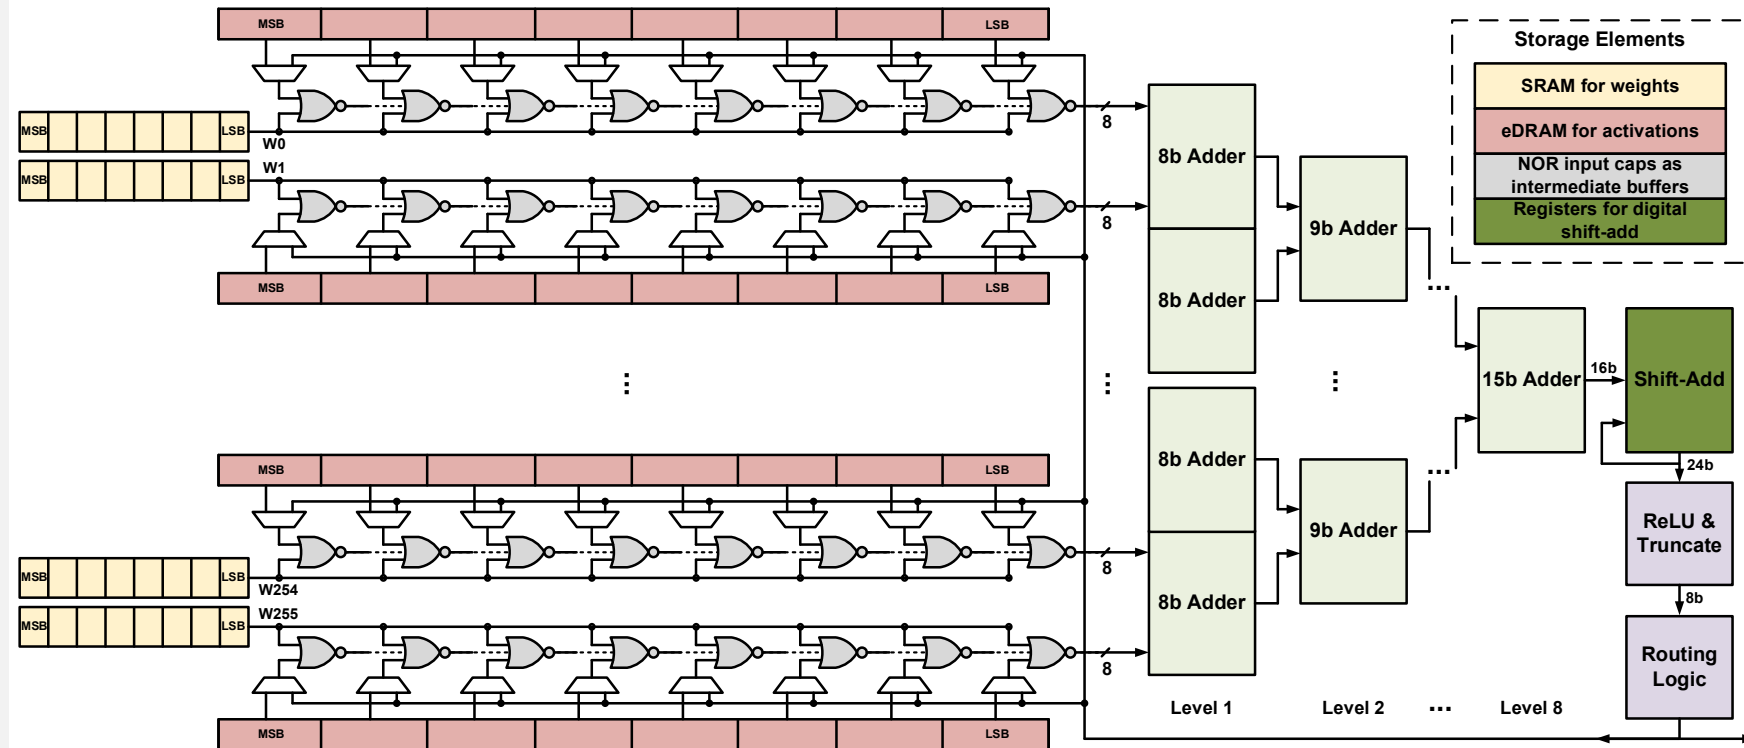 MSB
LSB
Storage Elements
SRAM for weights
eDRAM for activations
NOR input caps as
intermediate buffers
Registers for digital
shift-add
8
MSB
LSB
W0
MSB
LSB
W1
8b Adder
8
9b Adder
MSB
LSB
8b Adder
...
...
...
...
...
15b Adder
16b
Shift-Add
MSB
LSB
8b Adder
...
24b
9b Adder
ReLU &
Truncate
8
MSB
LSB
W254
MSB
LSB
W255
8b Adder
8b
8
Routing
Logic
Level 1
Level 2
...
Level 8
MSB
LSB